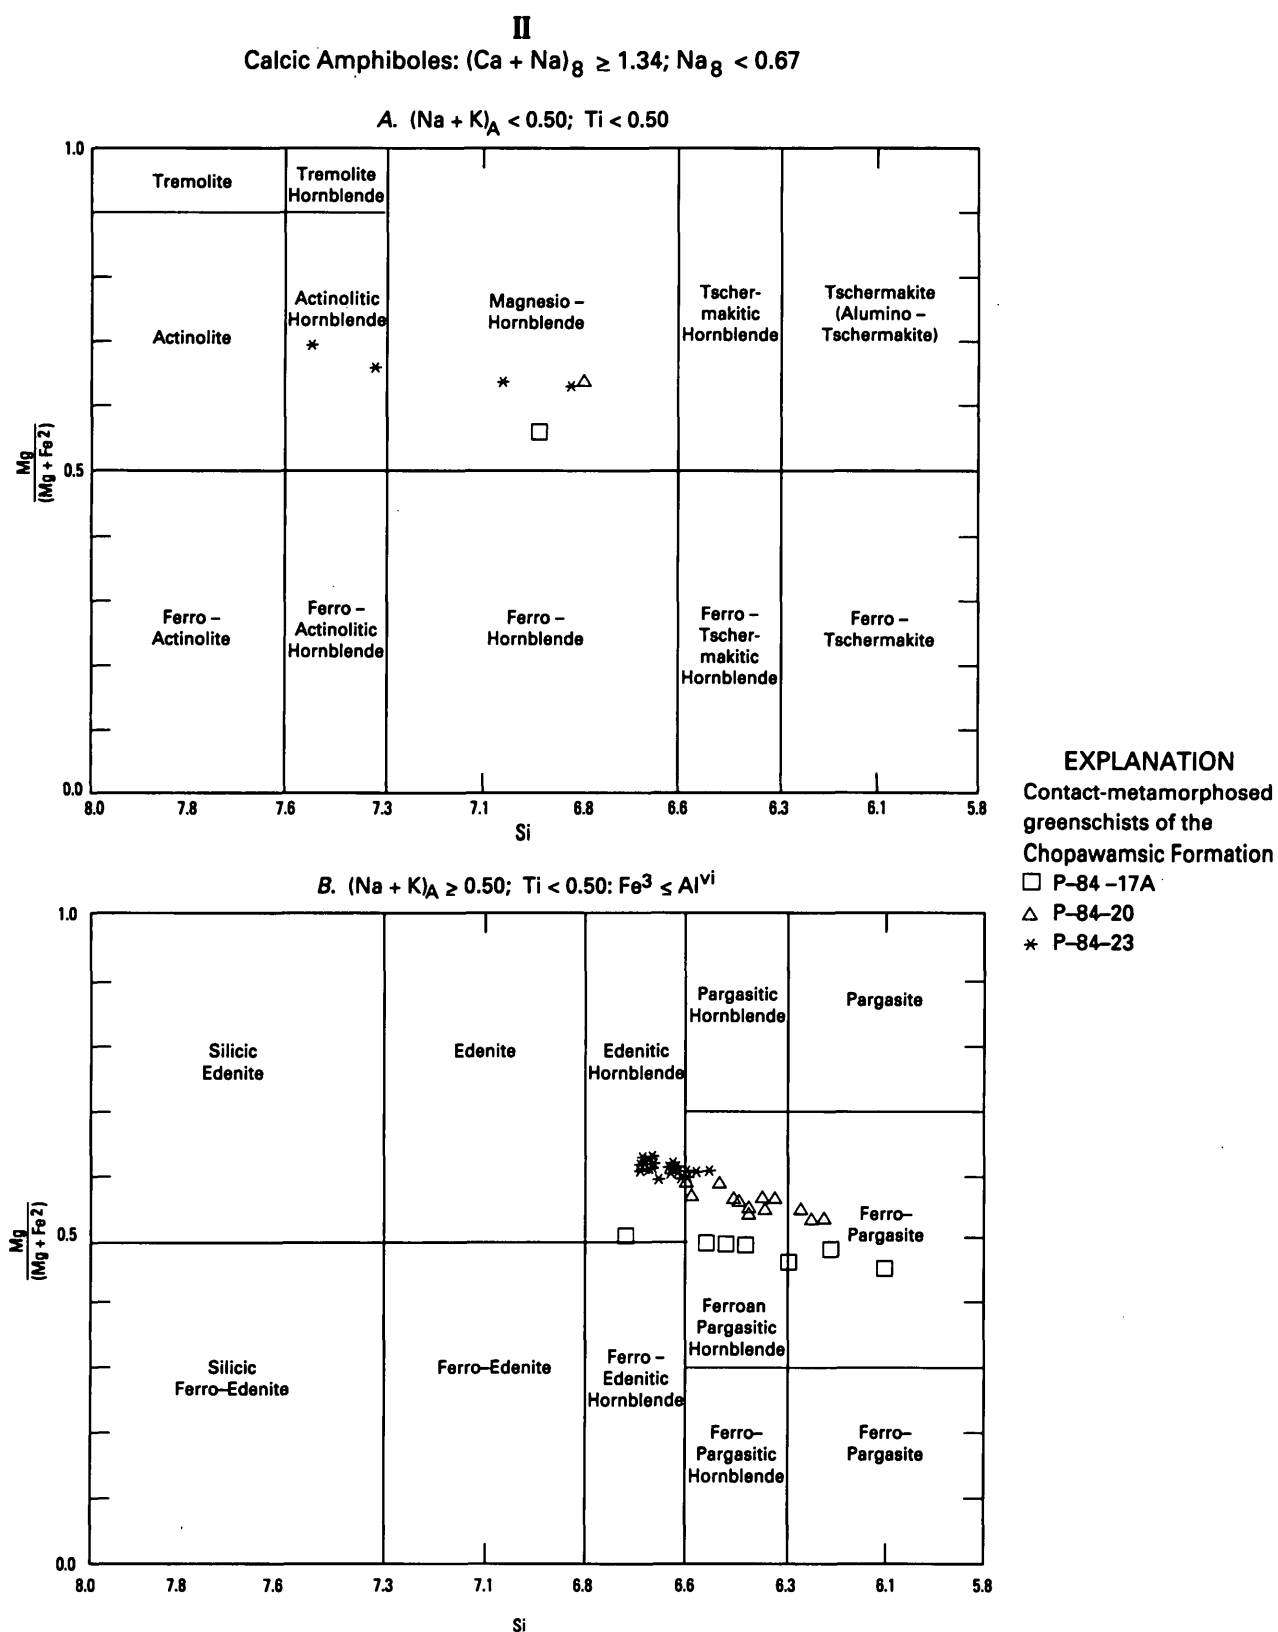 II
Calcic Amphiboles: (Ca + Na)8 ≥ 1.34; Na8 < 0.67
A. (Na + K)A < 0.50; Ti < 0.50
1.0
Tremolite
Tremolite
Hornblende
Actinolite
Actinolitic
Hornblende
Magnesio –
Hornblende
Tscher-
makitic
Hornblende
Tschermakite
(Alumino –
Tschermakite)
Mg
(Mg + Fe2)
0.5
Ferro –
Actinolite
Ferro –
Actinolitic
Hornblende
Ferro –
Hornblende
Ferro –
Tscher-
makitic
Hornblende
Ferro –
Tschermakite
0.0
8.0 7.8 7.6 7.3 7.1 6.8 6.6 6.3 6.1 5.8
Si
EXPLANATION
Contact-metamorphosed
greenschists of the
Chopawamsic Formation
P–84 –17A
P–84–20
P–84–23
B. (Na + K)A ≥ 0.50; Ti < 0.50: Fe3 ≤ Alvi
1.0
Silicic
Edenite
Edenite
Edenitic
Hornblende
Pargasitic
Hornblende
Pargasite
Mg
(Mg + Fe2)
0.5
Ferro–
Pargasite
Ferroan
Pargasitic
Hornblende
Silicic
Ferro–Edenite
Ferro–Edenite
Ferro –
Edenitic
Hornblende
Ferro–
Pargasitic
Hornblende
Ferro–
Pargasite
0.0
8.0 7.8 7.6 7.3 7.1 6.8 6.6 6.3 6.1 5.8
Si